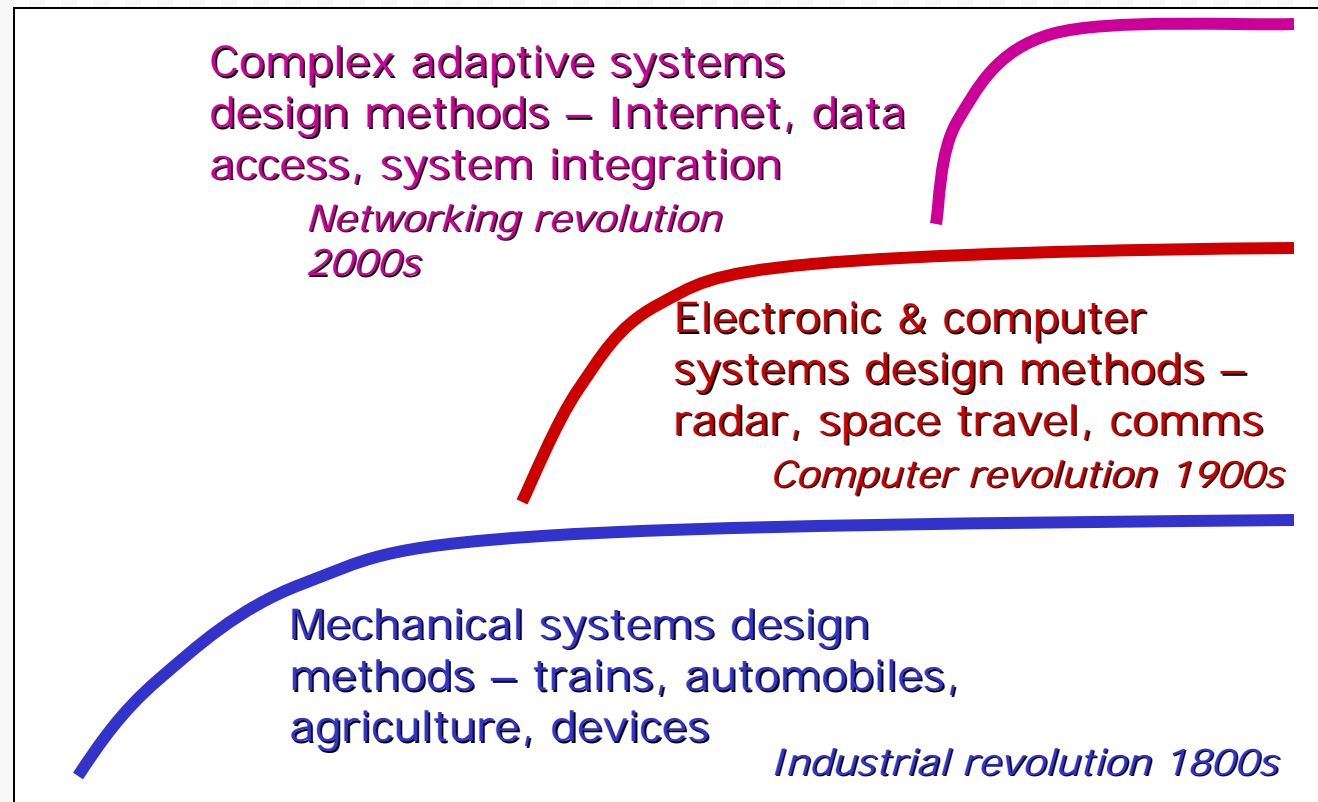 Complex adaptive systems
design methods – Internet, data
access, system integration
Networking revolution
2000s
Electronic & computer
systems design methods –
radar, space travel, comms
Computer revolution 1900s
Mechanical systems design
methods – trains, automobiles,
agriculture, devices
Industrial revolution 1800s